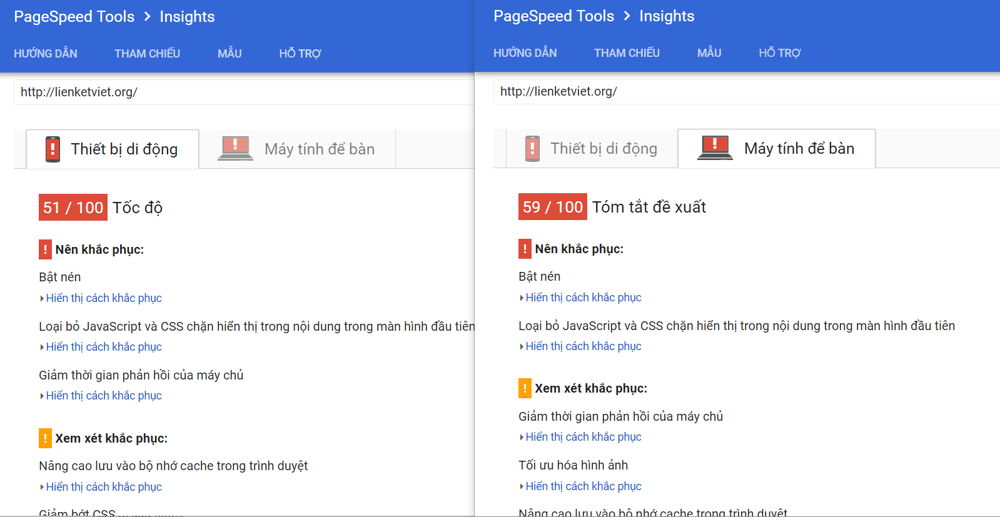 PageSpeed Tools > Insights
HƯỚNG DẪN THAM CHIẾU MẪU HỖ TRỢ
http://lienketviet.org/
Thiết bị di động Máy tính để bàn
51 / 100 Tốc độ
! Nên khắc phục:
Bật nén
Hiển thị cách khắc phục
Loại bỏ JavaScript và CSS chặn hiển thị trong nội dung trong màn hình đầu tiên
Hiển thị cách khắc phục
Giảm thời gian phản hồi của máy chủ
Hiển thị cách khắc phục
! Xem xét khắc phục:
Nâng cao lưu vào bộ nhớ cache trong trình duyệt
Hiển thị cách khắc phục
Giảm bớt CSS
PageSpeed Tools > Insights
HƯỚNG DẪN THAM CHIẾU MẪU HỖ TRỢ
http://lienketviet.org/
Thiết bị di động Máy tính để bàn
59 / 100 Tóm tắt đề xuất
! Nên khắc phục:
Bật nén
Hiển thị cách khắc phục
Loại bỏ JavaScript và CSS chặn hiển thị trong nội dung trong màn hình đầu tiên
Hiển thị cách khắc phục
! Xem xét khắc phục:
Giảm thời gian phản hồi của máy chủ
Hiển thị cách khắc phục
Tối ưu hóa hình ảnh
Hiển thị cách khắc phục
Nâng cao lưu vào bộ nhớ cache trong trình duyệt